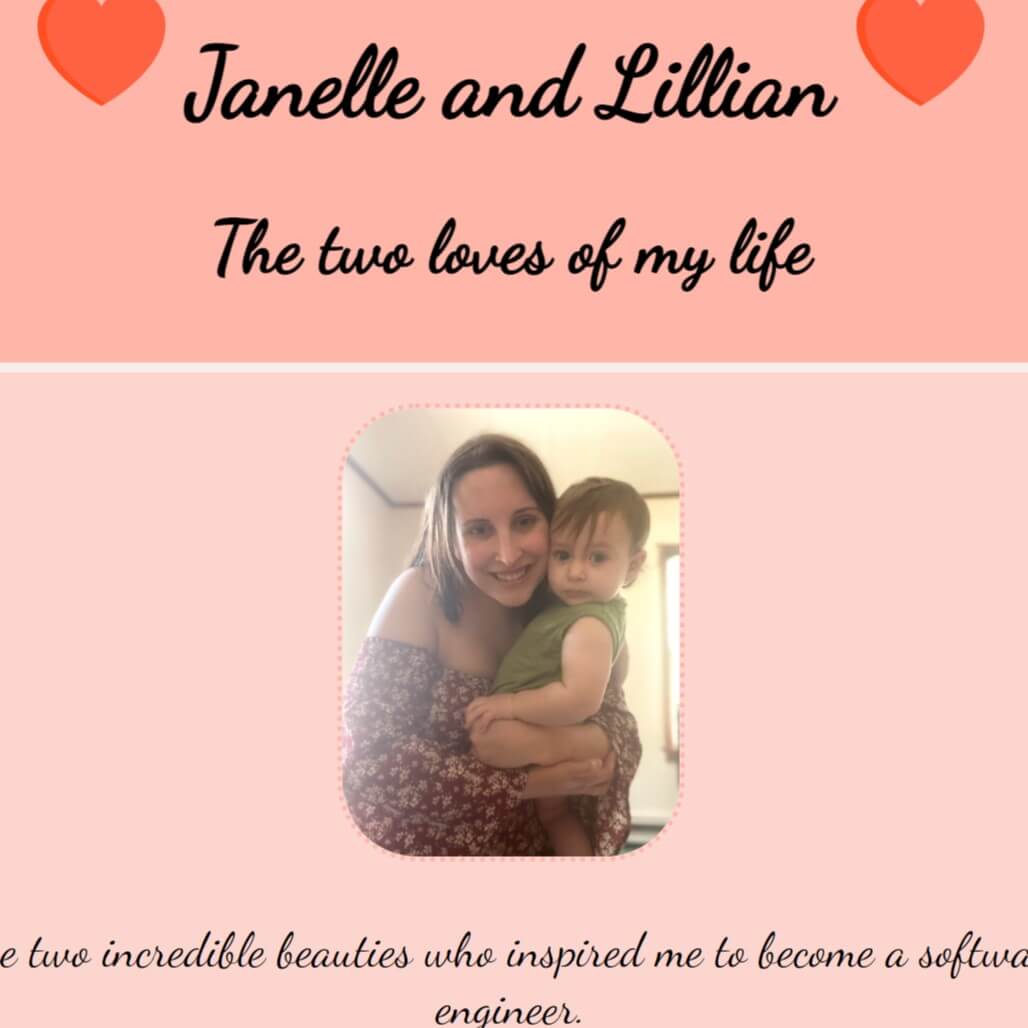 Janelle and Lillian
The two loves of my life
e two incredible beauties who inspired me to become a softwa
engineer.